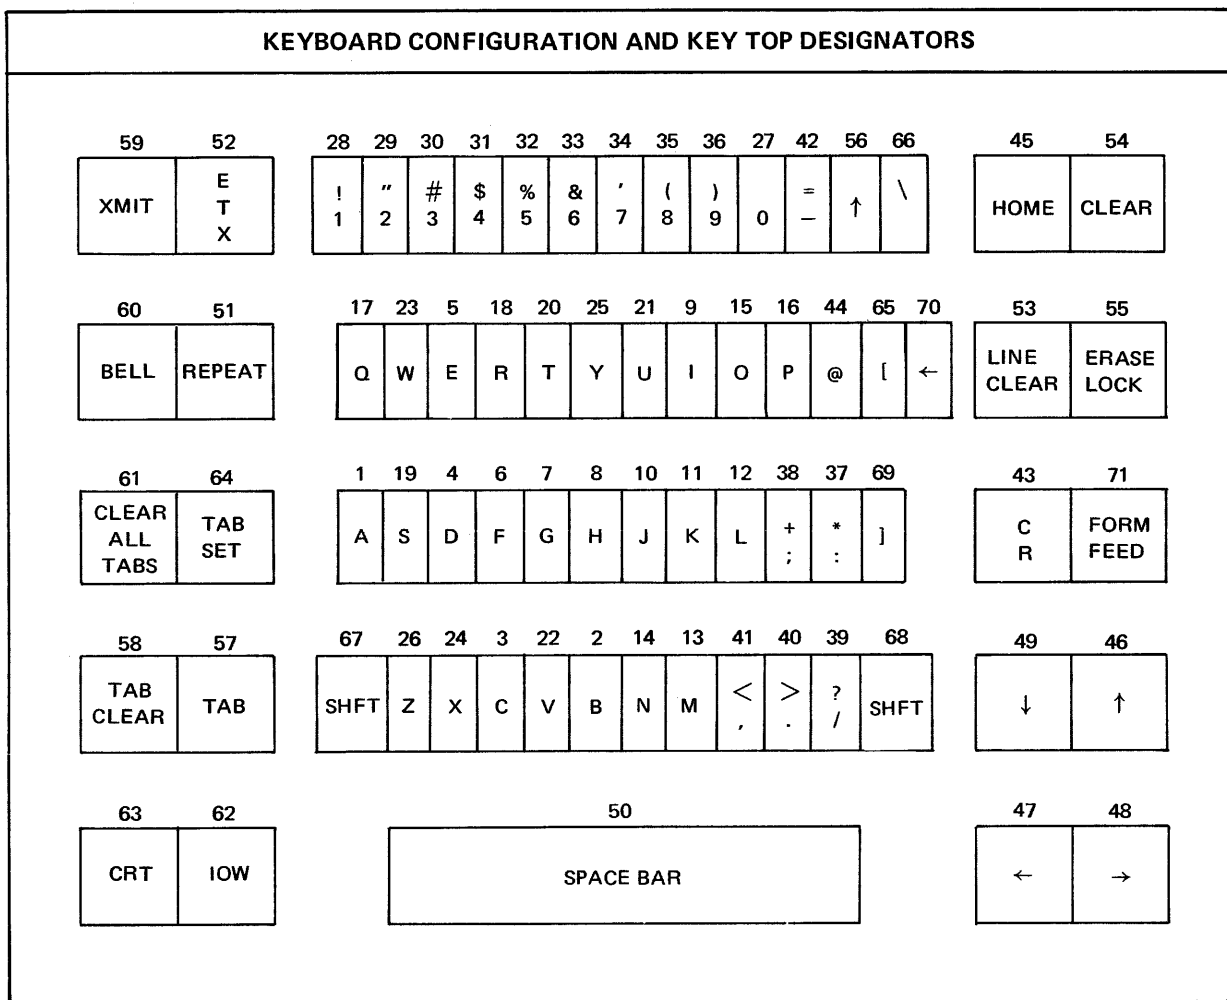 KEYBOARD CONFIGURATION AND KEY TOP DESIGNATORS
59 52 28 29 30 31 32 33 34 35 36 27 42 56 66 45 54
XMIT E T X ! 1 " 2 # 3 $ 4 % 5 & 6 ' 7 ( 8 ) 9 0 = — ↑ \ HOME CLEAR
60 51 17 23 5 18 20 25 21 9 15 16 44 65 70 53 55
BELL REPEAT Q W E R T Y U I O P @ [ ← LINE CLEAR ERASE LOCK
61 64 1 19 4 6 7 8 10 11 12 38 37 69 43 71
CLEAR ALL TABS TAB SET A S D F G H J K L + ; * : ] C R FORM FEED
58 57 67 26 24 3 22 2 14 13 41 40 39 68 49 46
TAB CLEAR TAB SHFT Z X C V B N M < , > . ? / SHFT ↓ ↑
63 62 50 47 48
CRT IOW SPACE BAR ← →